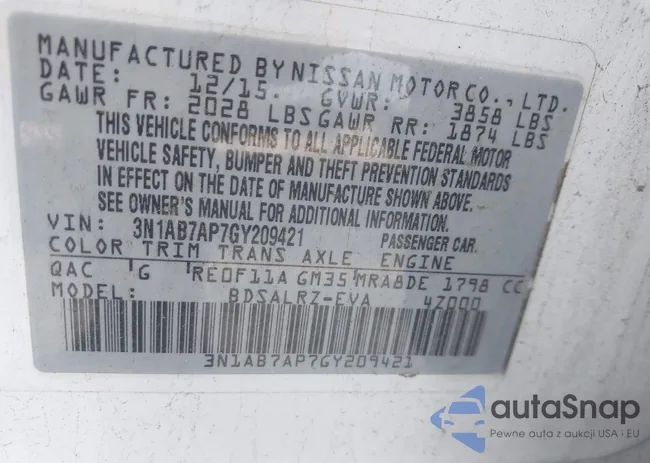 MANUFACTURED BY NISSAN MOTOR CO., LTD.
DATE: 12/15. GVWR: 3858 LBS
GAWR FR: 2028 LBS GAWR RR: 1874 LBS
THIS VEHICLE CONFORMS TO ALL APPLICABLE FEDERAL MOTOR
VEHICLE SAFETY, BUMPER AND THEFT PREVENTION STANDARDS
IN EFFECT ON THE DATE OF MANUFACTURE SHOWN ABOVE.
SEE OWNER'S MANUAL FOR ADDITIONAL INFORMATION.
VIN: 3N1AB7AP7GY209421 PASSENGER CAR.
COLOR TRIM TRANS AXLE ENGINE
QAC G RE0F11A GM35 MRA8DE 1798 CC
BDSALRZ-EVA 4Z000
3N1AB7AP7GY209421
autaSnap
Pewne auta z aukcji USA i EU